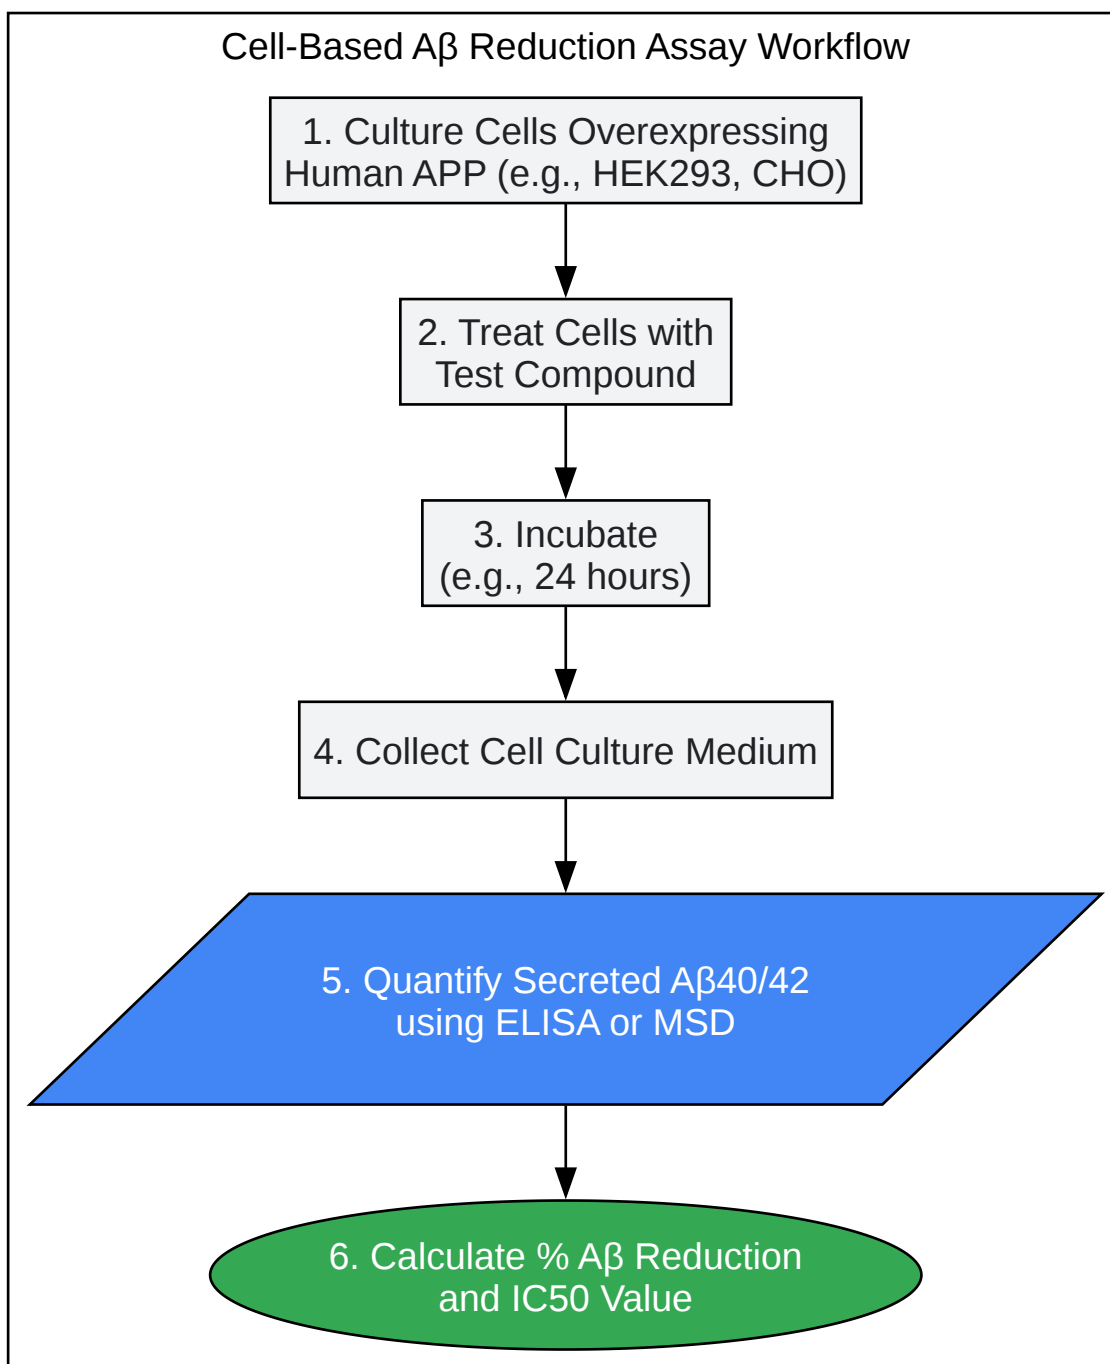 Cell-Based Aβ Reduction Assay Workflow
1. Culture Cells Overexpressing
Human APP (e.g., HEK293, CHO)
2. Treat Cells with
Test Compound
3. Incubate
(e.g., 24 hours)
4. Collect Cell Culture Medium
5. Quantify Secreted Aβ40/42
using ELISA or MSD
6. Calculate % Aβ Reduction
and IC50 Value